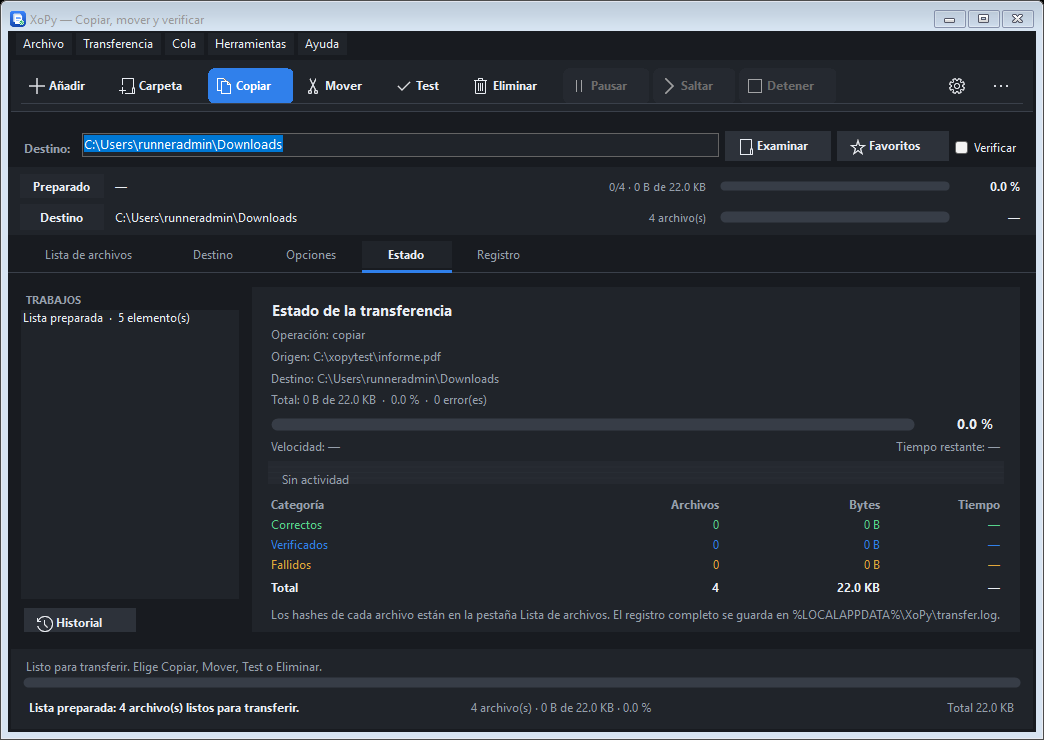 XoPy — Copiar, mover y verificar
Archivo Transferencia Cola Herramientas Ayuda
Añadir Carpeta Copiar Mover Test Eliminar Pausar Saltar Detener ...
Destino: C:\Users\runneradmin\Downloads Examinar Favoritos Verificar
Preparado — 0/4 · 0 B de 22.0 KB 0.0 %
Destino C:\Users\runneradmin\Downloads 4 archivo(s) —
Lista de archivos Destino Opciones Estado Registro
TRABAJOS
Lista preparada · 5 elemento(s)
Historial
Estado de la transferencia
Operación: copiar
Origen: C:\xopytest\informe.pdf
Destino: C:\Users\runneradmin\Downloads
Total: 0 B de 22.0 KB · 0.0 % · 0 error(es)
0.0 %
Velocidad: — Tiempo restante: —
Sin actividad
Categoría Archivos Bytes Tiempo
Correctos 0 0 B —
Verificados 0 0 B —
Fallidos 0 0 B —
Total 4 22.0 KB —
Los hashes de cada archivo están en la pestaña Lista de archivos. El registro completo se guarda en %LOCALAPPDATA%\XoPy\transfer.log.
Listo para transferir. Elige Copiar, Mover, Test o Eliminar.
Lista preparada: 4 archivo(s) listos para transferir. 4 archivo(s) · 0 B de 22.0 KB · 0.0 % Total 22.0 KB